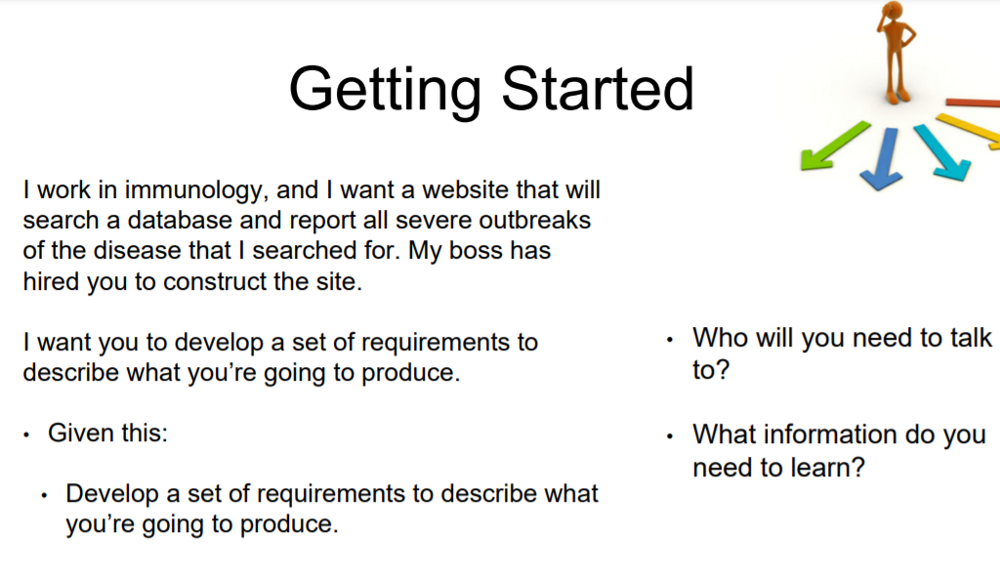 Getting Started
I work in immunology, and I want a website that will
search a database and report all severe outbreaks
of the disease that I searched for. My boss has
hired you to construct the site.
I want you to develop a set of requirements to
describe what you’re going to produce.
• Given this:
• Develop a set of requirements to describe what
you’re going to produce.
• Who will you need to talk
to?
• What information do you
need to learn?